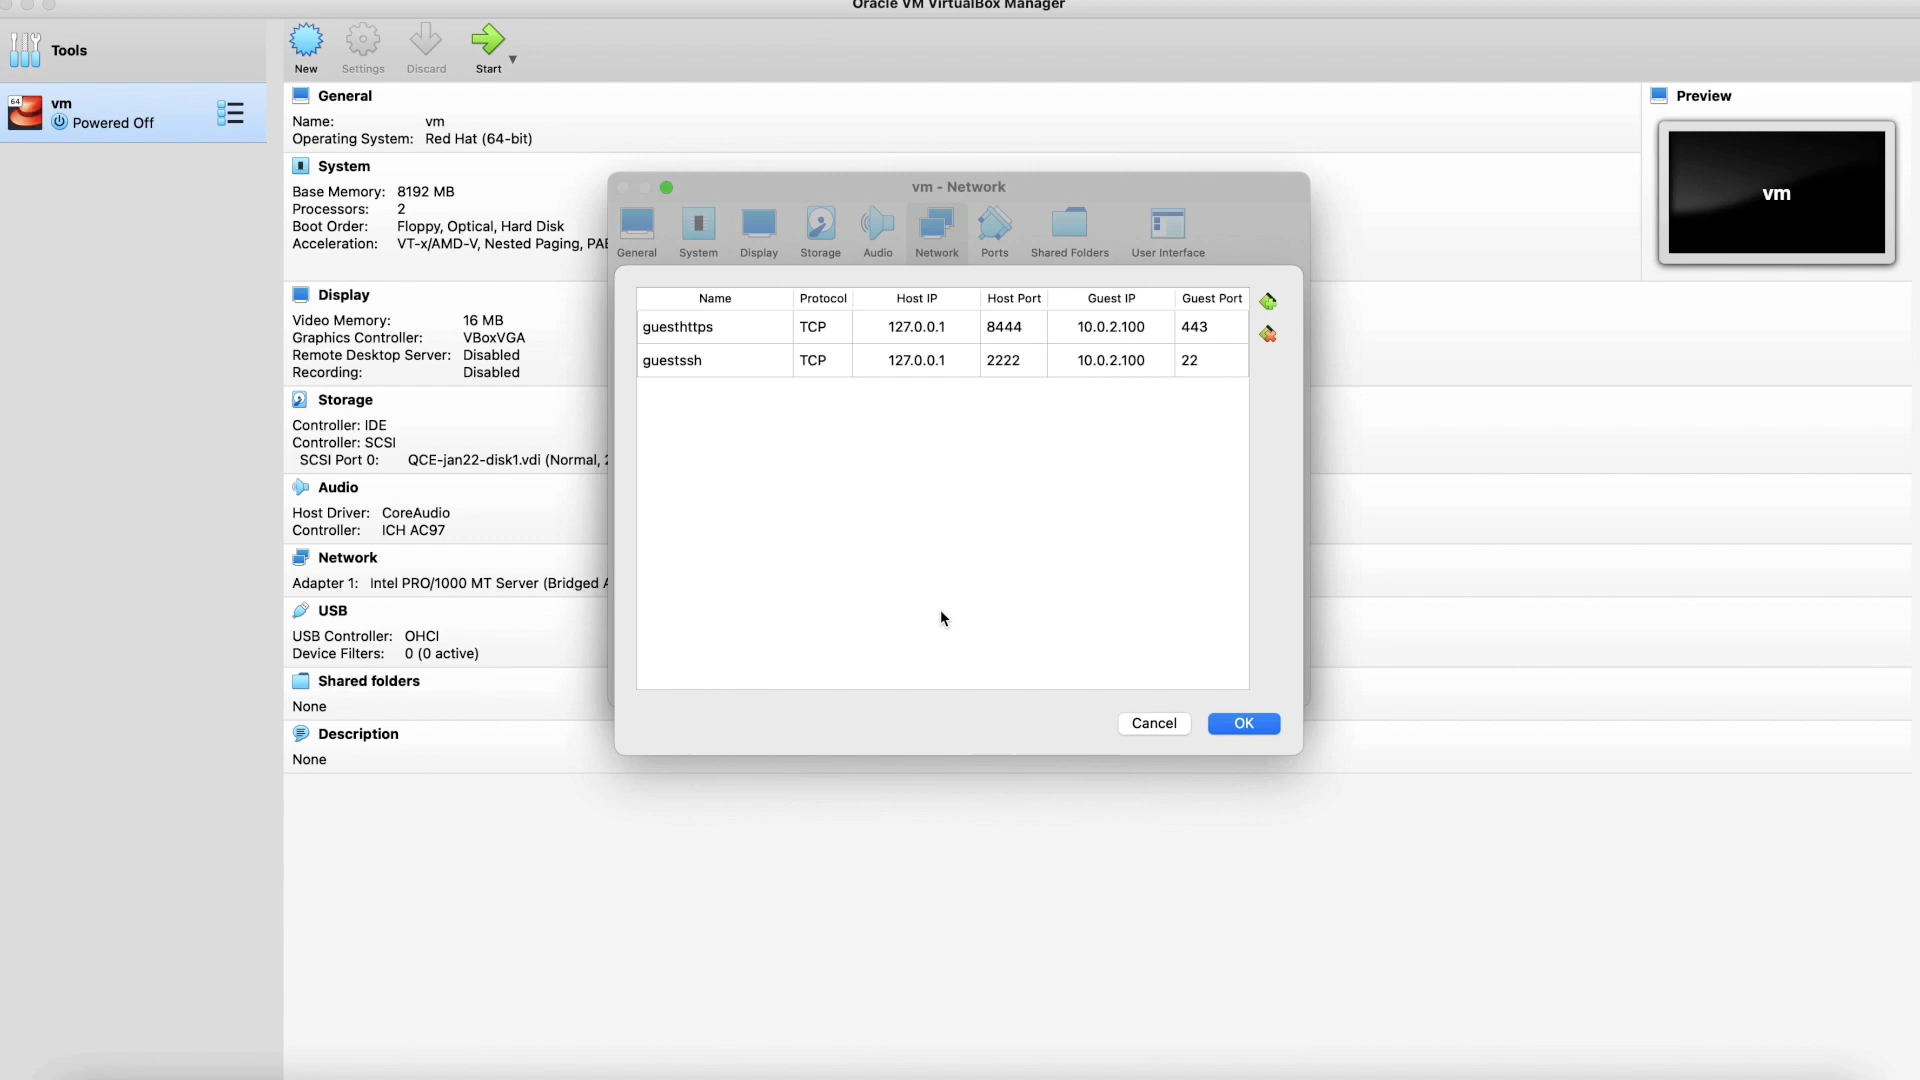 Oracle VM VirtualBox Manager
Tools
New
Settings
Discard
Start
64
vm
Powered Off
General
Name: vm
Operating System: Red Hat (64-bit)
Preview
vm
System
Base Memory: 8192 MB
Processors: 2
Boot Order: Floppy, Optical, Hard Disk
Acceleration: VT-x/AMD-V, Nested Paging, PAE
Display
Video Memory: 16 MB
Graphics Controller: VBoxVGA
Remote Desktop Server: Disabled
Recording: Disabled
Storage
Controller: IDE
Controller: SCSI
SCSI Port 0: QCE-jan22-disk1.vdi (Normal,
Audio
Host Driver: CoreAudio
Controller: ICH AC97
Network
Adapter 1: Intel PRO/1000 MT Server (Bridged
USB
USB Controller: OHCI
Device Filters: 0 (0 active)
Shared folders
None
Description
None
vm - Network
General
System
Display
Storage
Audio
Network
Ports
Shared Folders
User Interface
Name Protocol Host IP Host Port Guest IP Guest Port
guesthttps TCP 127.0.0.1 8444 10.0.2.100 443
guestssh TCP 127.0.0.1 2222 10.0.2.100 22
Cancel
OK